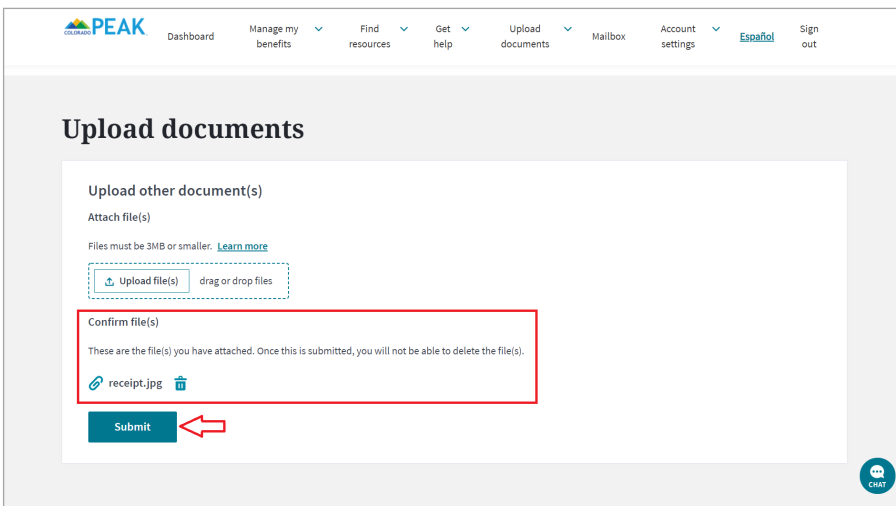 COLORADO PEAK
Dashboard
Manage my
benefits
Find
resources
Get
help
Upload
documents
Mailbox
Account
settings
Español
Sign
out
Upload documents
Upload other document(s)
Attach file(s)
Files must be 3MB or smaller. Learn more
Upload file(s) drag or drop files
Confirm file(s)
These are the file(s) you have attached. Once this is submitted, you will not be able to delete the file(s).
receipt.jpg
Submit
CHAT